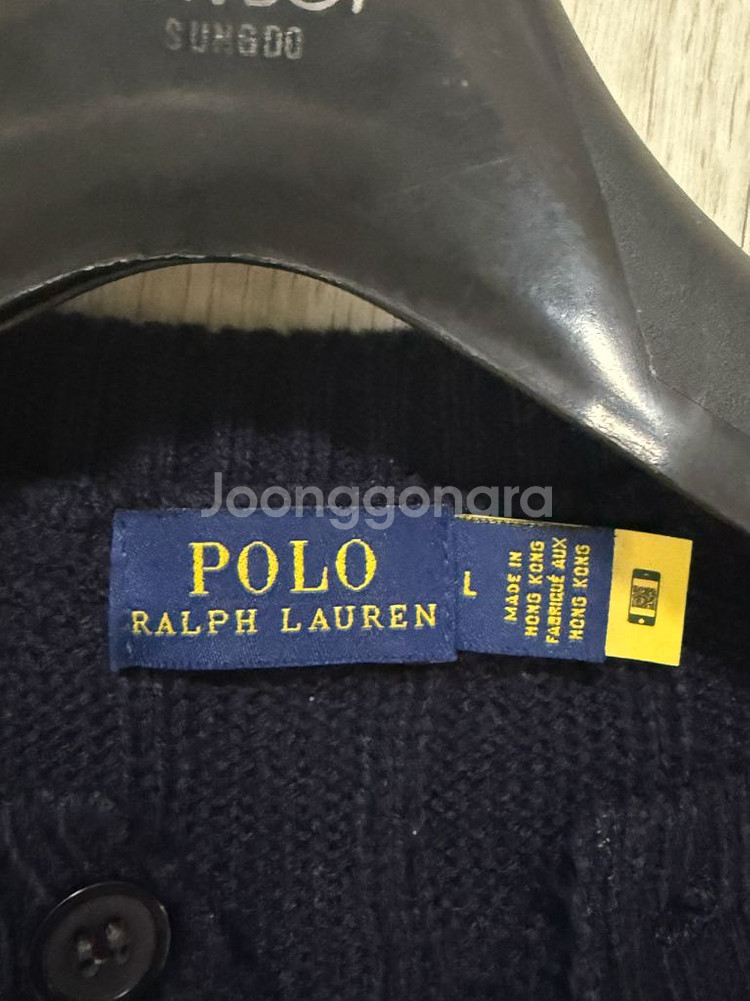 SUNGDO
Joonggonara
POLO
RALPH LAUREN
L
MADE IN
HONG KONG
FABRIQUÉ AUX
HONG KONG